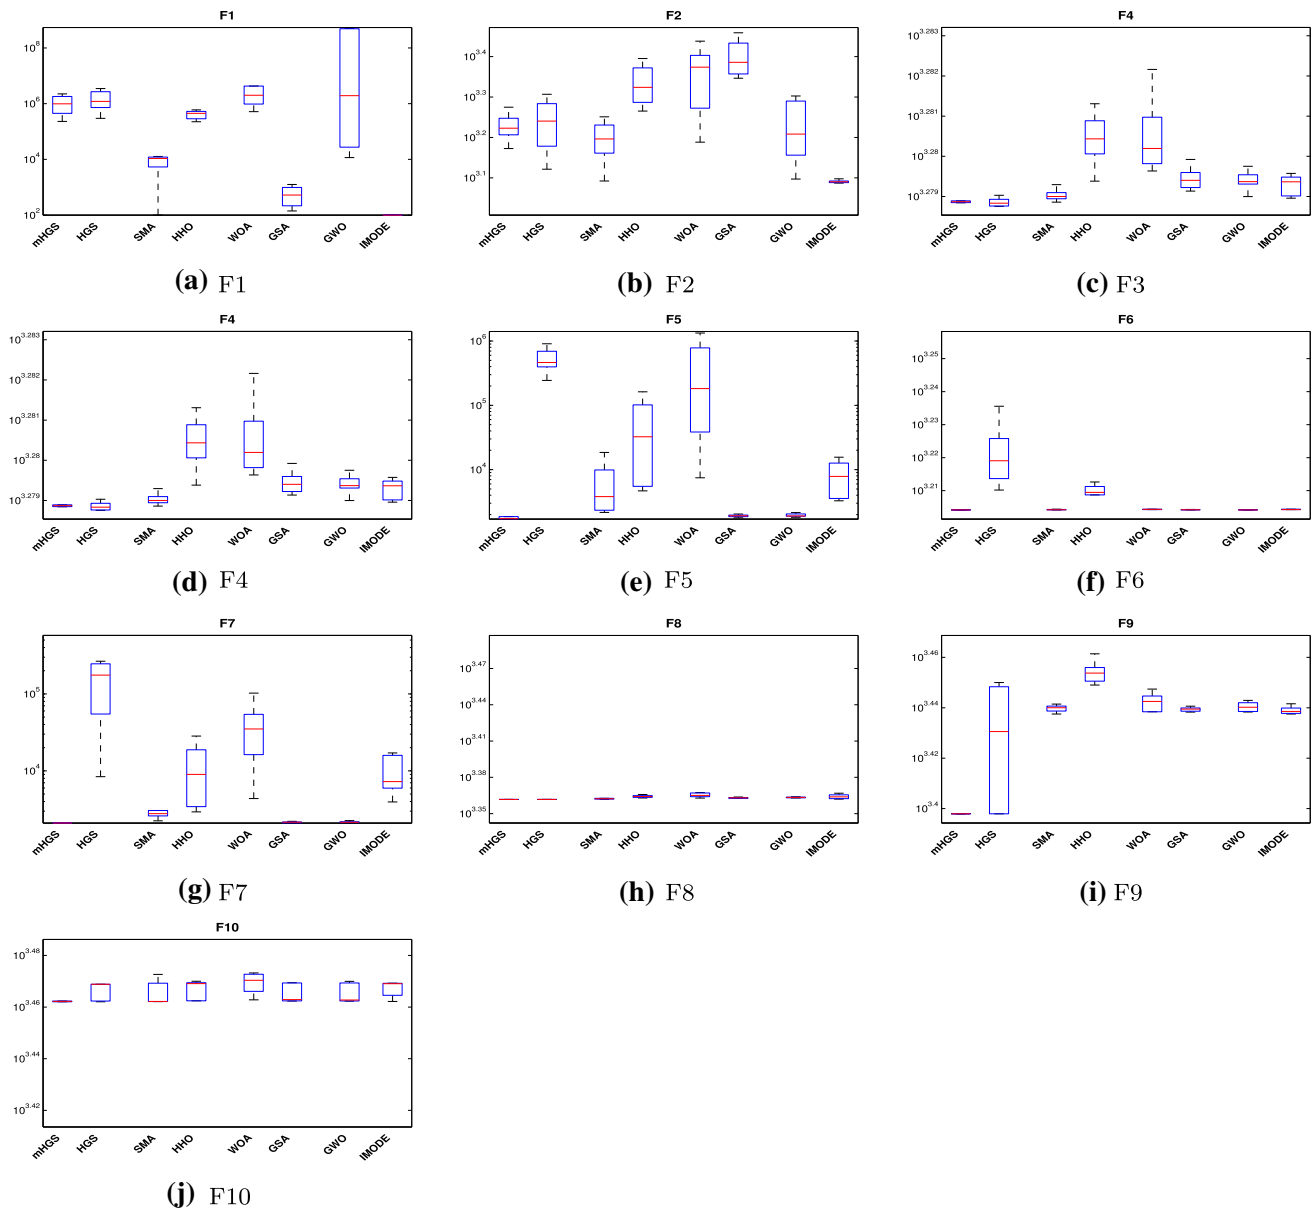 F1
10^8
10^6
10^4
10^2
mHGS HGS SMA HHO WOA GSA GWO IMODE
(a) F1
F2
10^3.4
10^3.3
10^3.2
10^3.1
mHGS HGS SMA HHO WOA GSA GWO IMODE
(b) F2
F4
10^3.283
10^3.282
10^3.281
10^3.28
10^3.279
mHGS HGS SMA HHO WOA GSA GWO IMODE
(c) F3
F4
10^3.283
10^3.282
10^3.281
10^3.28
10^3.279
mHGS HGS SMA HHO WOA GSA GWO IMODE
(d) F4
F5
10^6
10^5
10^4
mHGS HGS SMA HHO WOA GSA GWO IMODE
(e) F5
F6
10^3.25
10^3.24
10^3.23
10^3.22
10^3.21
mHGS HGS SMA HHO WOA GSA GWO IMODE
(f) F6
F7
10^5
10^4
mHGS HGS SMA HHO WOA GSA GWO IMODE
(g) F7
F8
10^3.47
10^3.44
10^3.41
10^3.38
10^3.35
mHGS HGS SMA HHO WOA GSA GWO IMODE
(h) F8
F9
10^3.46
10^3.44
10^3.42
10^3.4
mHGS HGS SMA HHO WOA GSA GWO IMODE
(i) F9
F10
10^3.48
10^3.46
10^3.44
10^3.42
mHGS HGS SMA HHO WOA GSA GWO IMODE
(j) F10